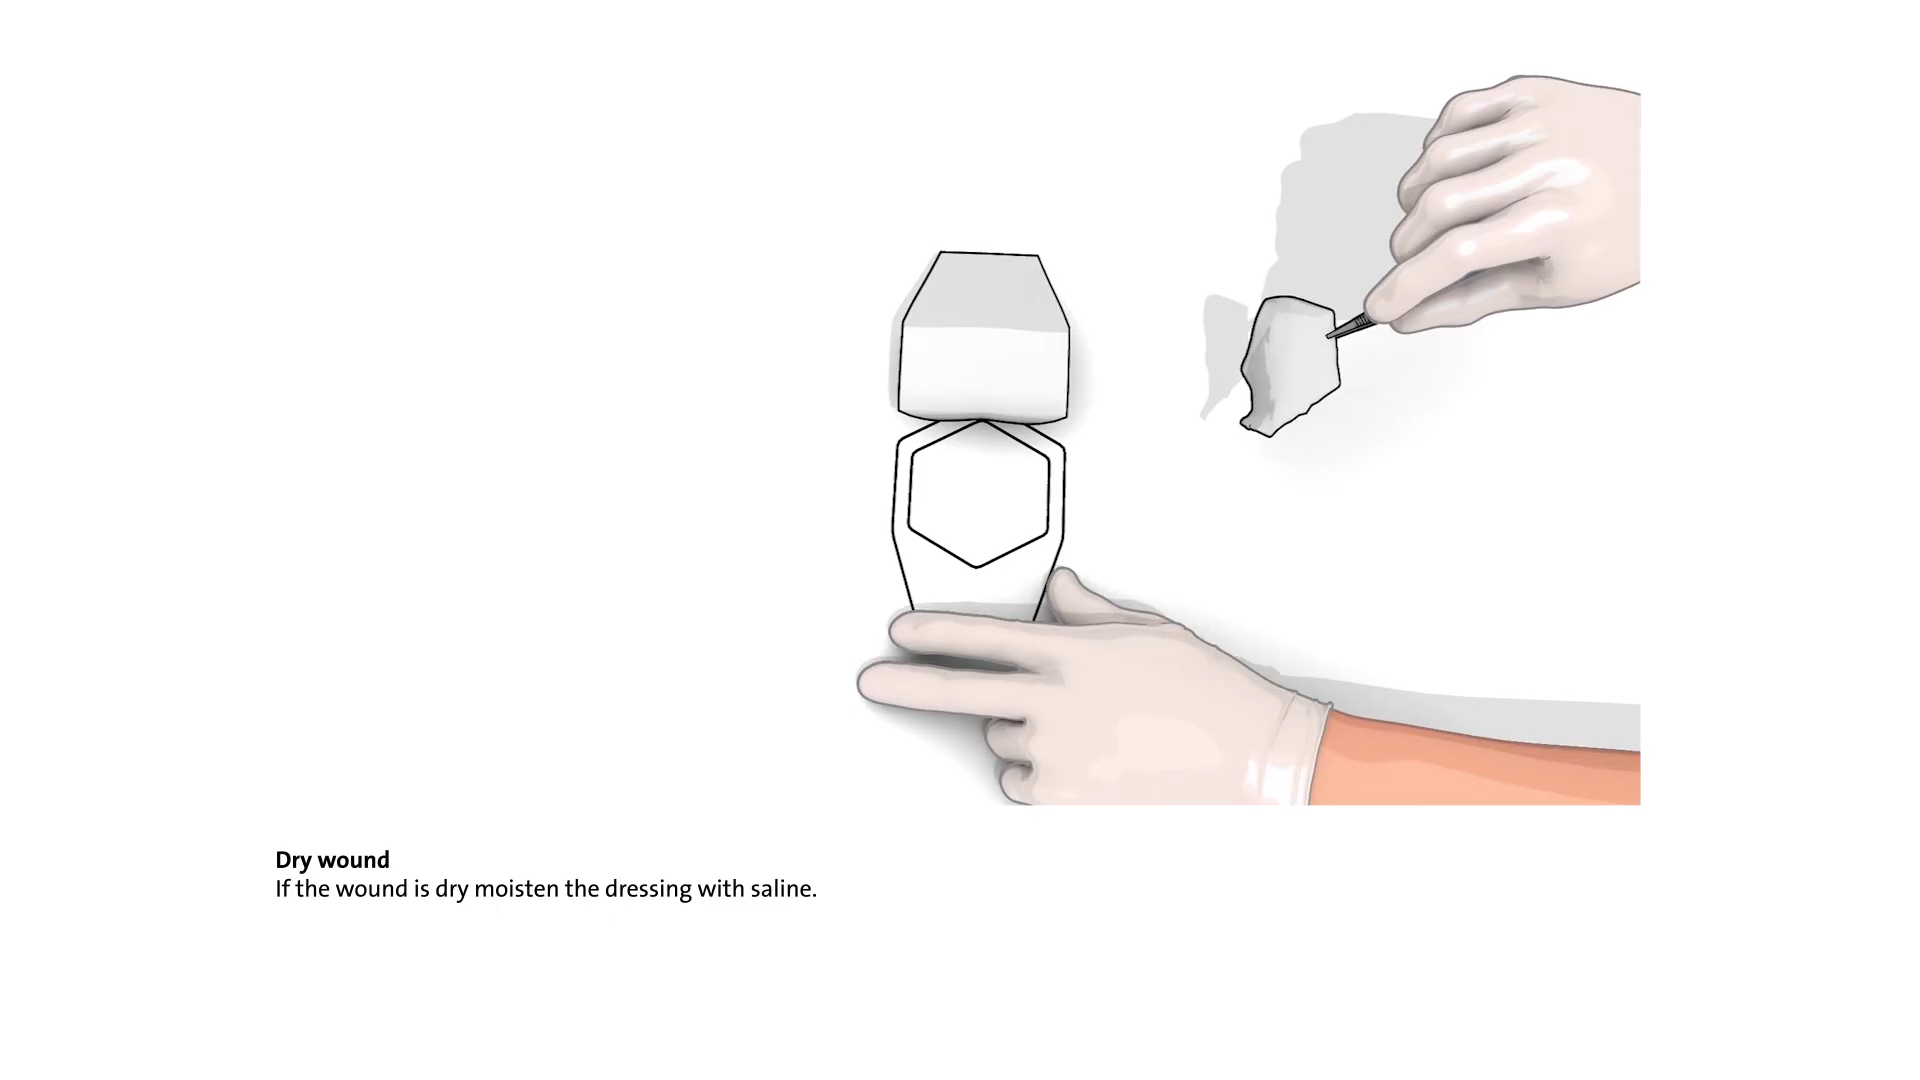 Dry wound
If the wound is dry moisten the dressing with saline.